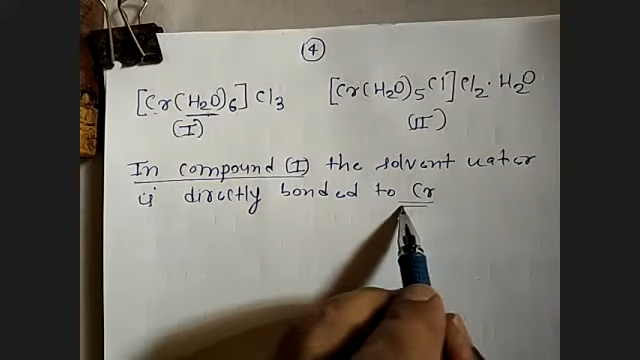 4
[Cr(H2O)6]Cl3 [Cr(H2O)5Cl]Cl2·H2O
(I) (II)
In compound (I) the solvent water
is directly bonded to Cr